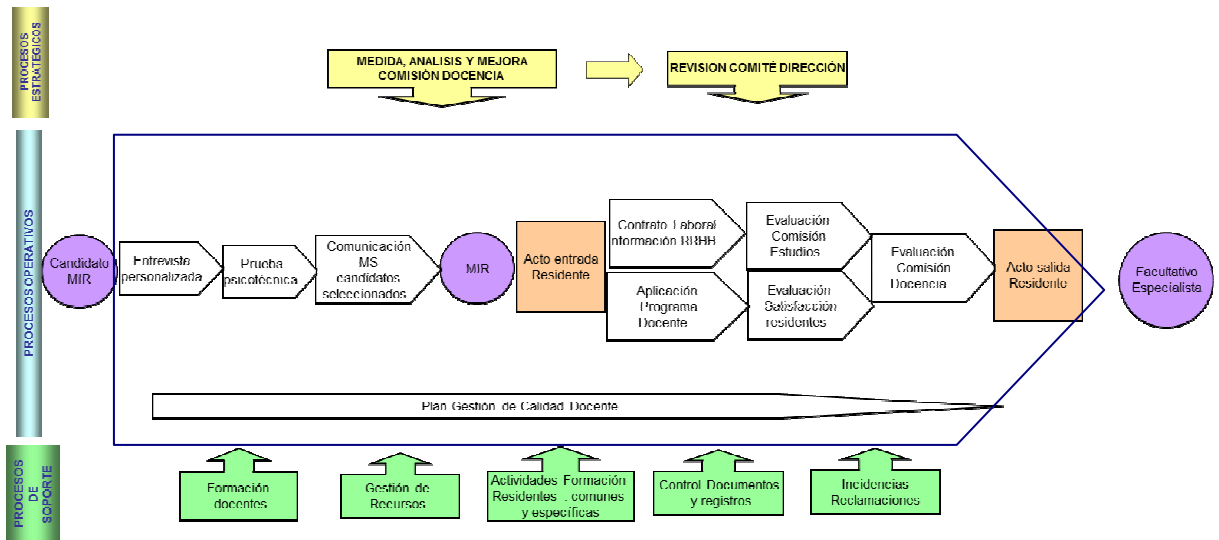 PROCESOS
ESTRATEGICOS
MEDIDA, ANALISIS Y MEJORA
COMISIÓN DOCENCIA
REVISION COMITÉ DIRECCIÓN
PROCESOS OPERATIVOS
Candidato
MIR
Entrevista
personalizada
Prueba
psicotécnica
Comunicación
MS
candidatos
seleccionados
MIR
Acto entrada
Residente
Contrato Laboral
nformación RRHH
Aplicación
Programa
Docente
Evaluación
Comisión
Estudios
Evaluación
Satisfacción
residentes
Evaluación
Comisión
Docencia
Acto salida
Residente
Facultativo
Especialista
Plan Gestión de Calidad Docente
PROCESOS
DE
SOPORTE
Formación
docentes
Gestión de
Recursos
Actividades Formación
Residentes . comunes
y específicas
Control Documentos
y registros
Incidencias
Reclamaciones